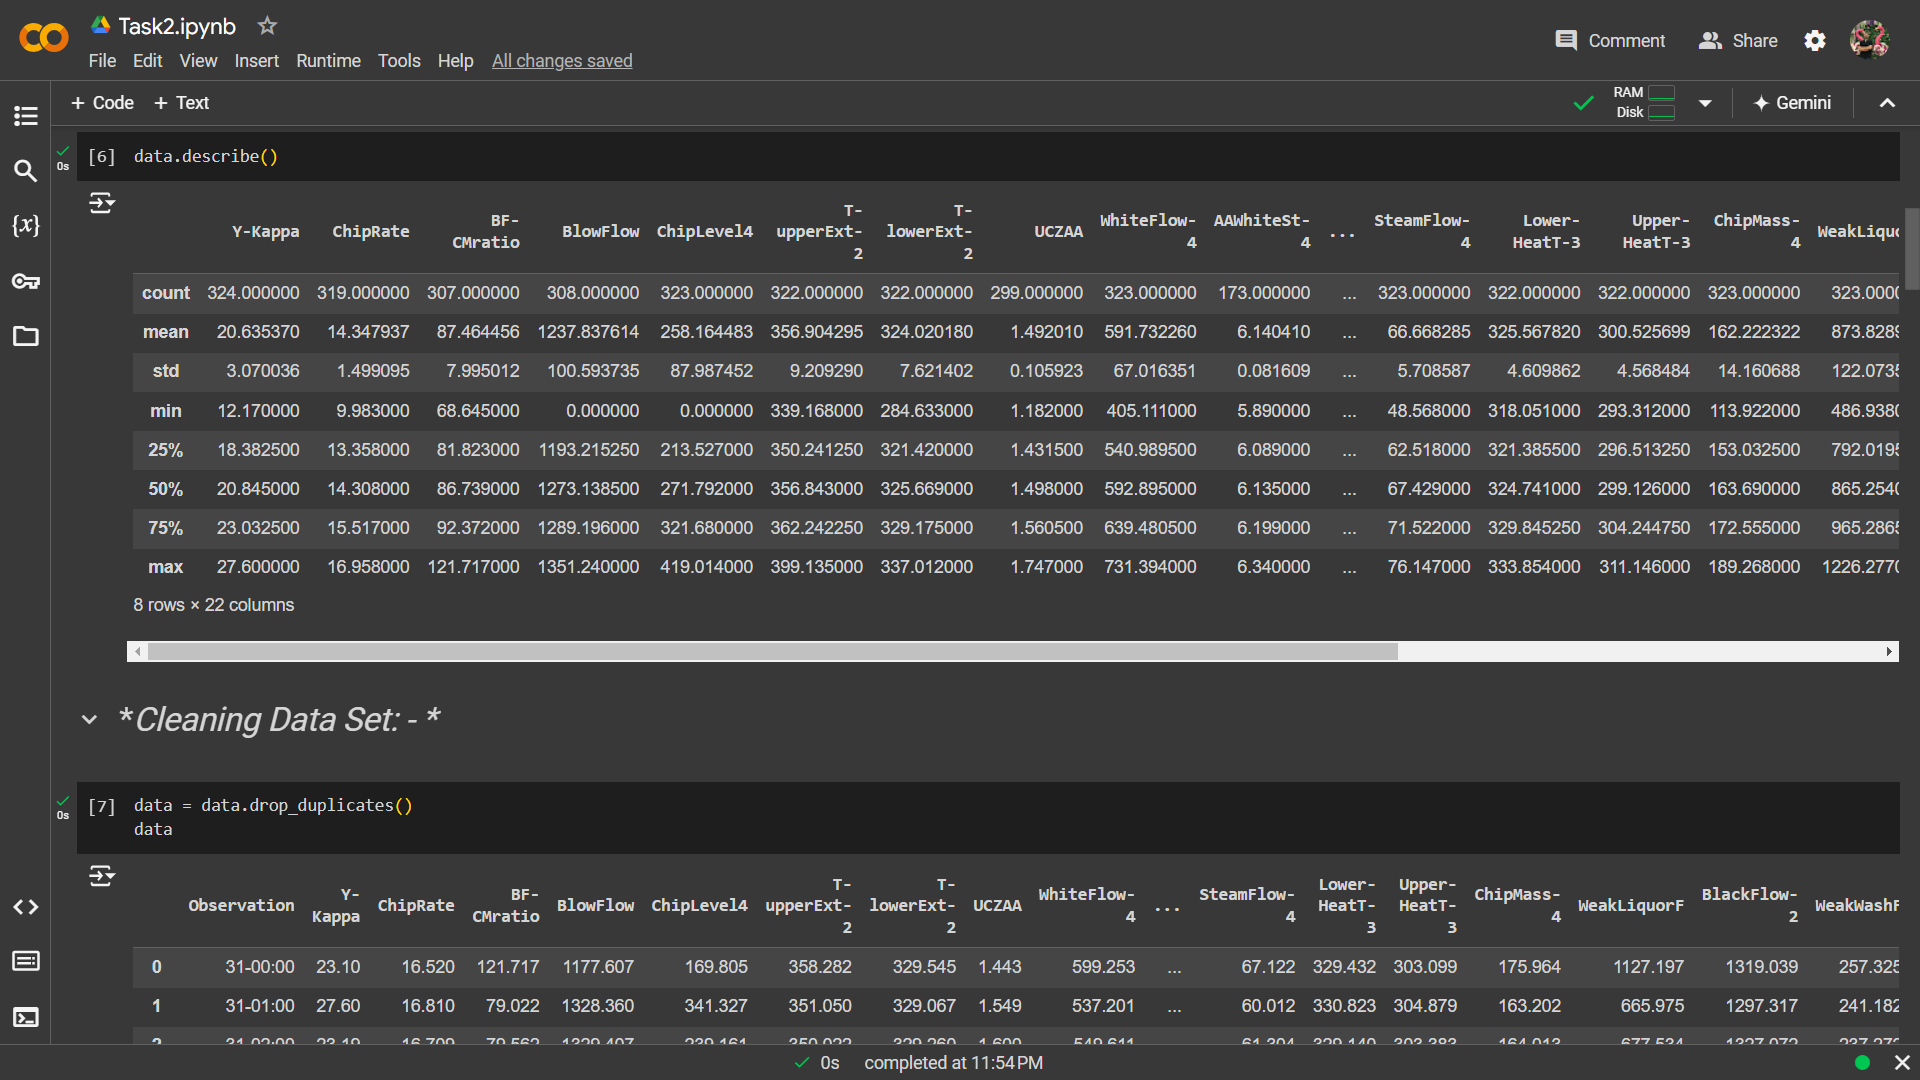 Task2.ipynb
File Edit View Insert Runtime Tools Help All changes saved
Comment Share
+ Code + Text
RAM
Disk
Gemini
[6] data.describe()
0s
Y-Kappa ChipRate BF-CMratio BlowFlow ChipLevel4 T-upperExt-2 T-lowerExt-2 UCZAA WhiteFlow-4 AAWhiteSt-4 ... SteamFlow-4 Lower-HeatT-3 Upper-HeatT-3 ChipMass-4 WeakLiquo
count 324.000000 319.000000 307.000000 308.000000 323.000000 322.000000 322.000000 299.000000 323.000000 173.000000 ... 323.000000 322.000000 322.000000 323.000000 323.000
mean 20.635370 14.347937 87.464456 1237.837614 258.164483 356.904295 324.020180 1.492010 591.732260 6.140410 ... 66.668285 325.567820 300.525699 162.222322 873.828
std 3.070036 1.499095 7.995012 100.593735 87.987452 9.209290 7.621402 0.105923 67.016351 0.081609 ... 5.708587 4.609862 4.568484 14.160688 122.073
min 12.170000 9.983000 68.645000 0.000000 0.000000 339.168000 284.633000 1.182000 405.111000 5.890000 ... 48.568000 318.051000 293.312000 113.922000 486.938
25% 18.382500 13.358000 81.823000 1193.215250 213.527000 350.241250 321.420000 1.431500 540.989500 6.089000 ... 62.518000 321.385500 296.513250 153.032500 792.019
50% 20.845000 14.308000 86.739000 1273.138500 271.792000 356.843000 325.669000 1.498000 592.895000 6.135000 ... 67.429000 324.741000 299.126000 163.690000 865.254
75% 23.032500 15.517000 92.372000 1289.196000 321.680000 362.242250 329.175000 1.560500 639.480500 6.199000 ... 71.522000 329.845250 304.244750 172.555000 965.286
max 27.600000 16.958000 121.717000 1351.240000 419.014000 399.135000 337.012000 1.747000 731.394000 6.340000 ... 76.147000 333.854000 311.146000 189.268000 1226.277
8 rows × 22 columns
*Cleaning Data Set: - *
[7] data = data.drop_duplicates()
0s
data
Observation Y-Kappa ChipRate BF-CMratio BlowFlow ChipLevel4 T-upperExt-2 T-lowerExt-2 UCZAA WhiteFlow-4 ... SteamFlow-4 Lower-HeatT-3 Upper-HeatT-3 ChipMass-4 WeakLiquorF BlackFlow-2 WeakWashF
0 31-00:00 23.10 16.520 121.717 1177.607 169.805 358.282 329.545 1.443 599.253 ... 67.122 329.432 303.099 175.964 1127.197 1319.039 257.325
1 31-01:00 27.60 16.810 79.022 1328.360 341.327 351.050 329.067 1.549 537.201 ... 60.012 330.823 304.879 163.202 665.975 1297.317 241.182
0s completed at 11:54 PM